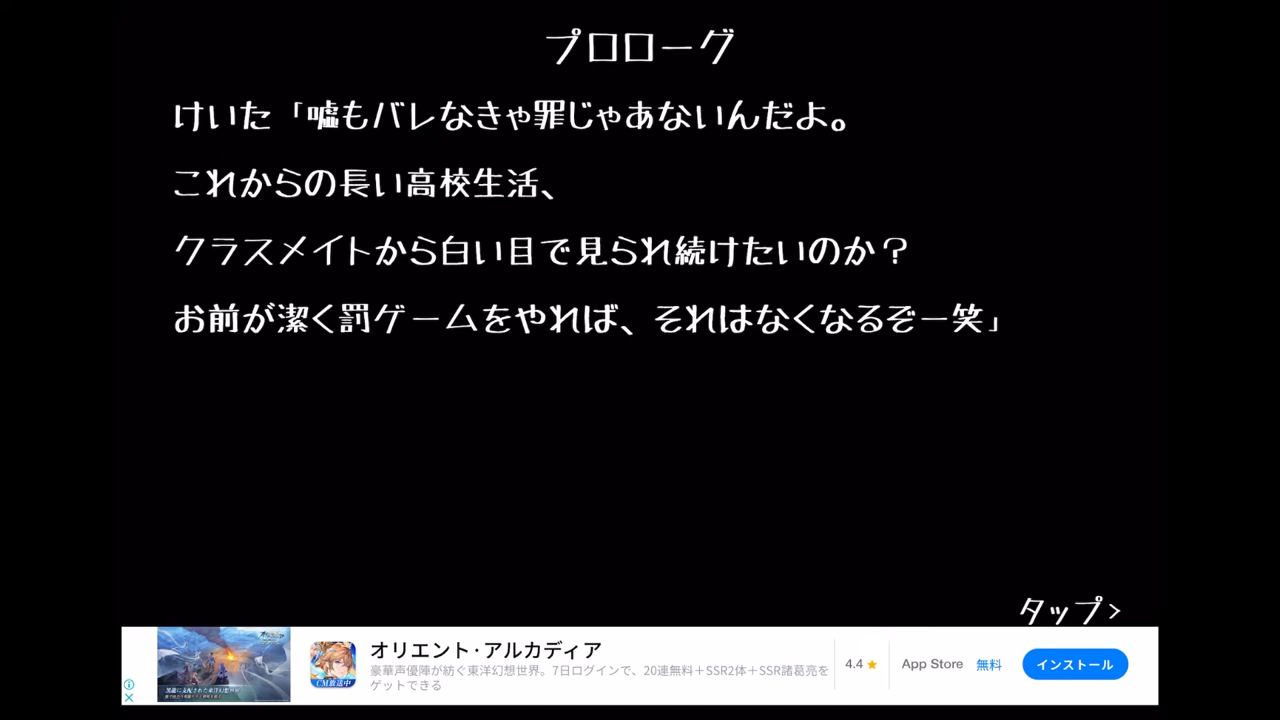 プロローグ
けいた「嘘もバレなきゃ罪じゃあないんだよ。
これからの長い高校生活、
クラスメイトから白い目で見られ続けたいのか？
お前が潔く罰ゲームをやれば、それはなくなるぞー笑」
タップ>
オリエント・アルカディア
豪華声優陣が紡ぐ東洋幻想世界。7日ログインで、20連無料＋SSR2体＋SSR諸葛亮を
ゲットできる
CM放送中
4.4
App Store 無料
インストール